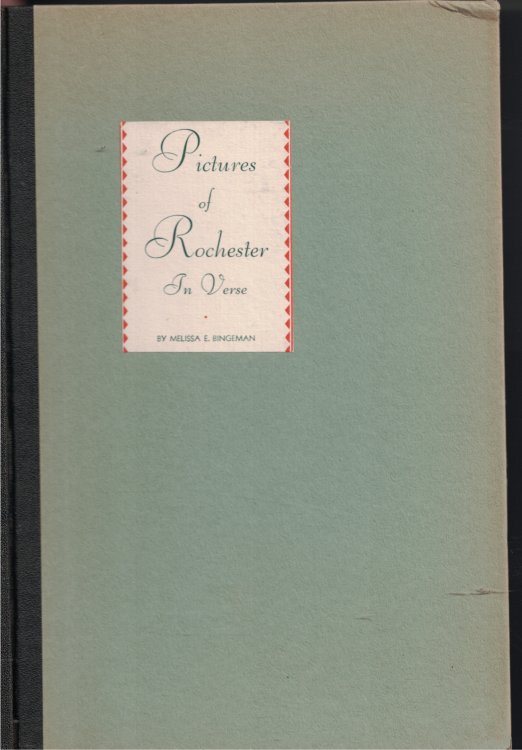 Pictures
of
Rochester
In Verse
BY MELISSA E. BINGEMAN